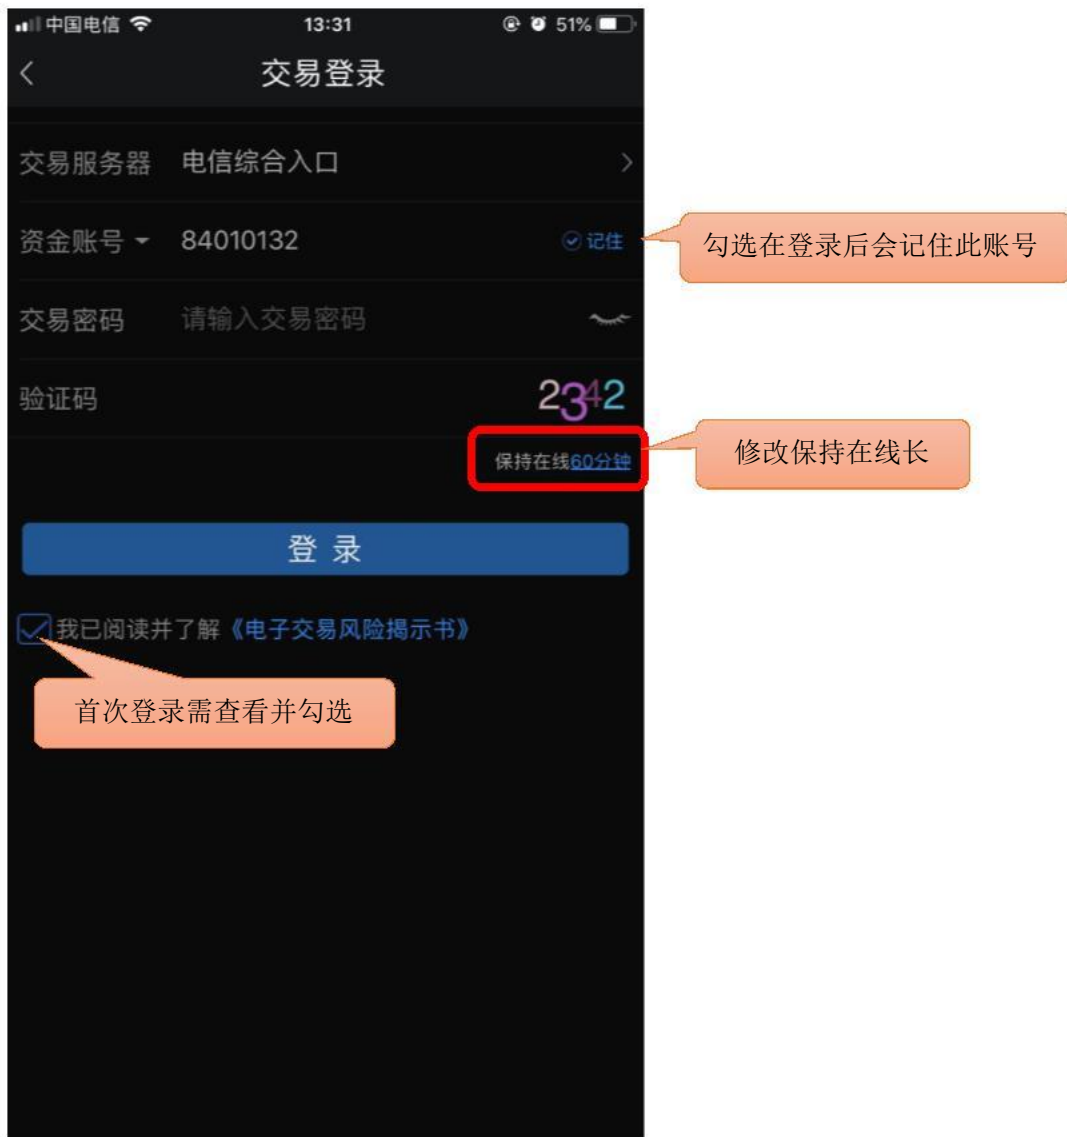 中国电信 13:31 51%
交易登录
交易服务器 电信综合入口
资金账号 84010132 记住
勾选在登录后会记住此账号
交易密码 请输入交易密码
验证码 2342
保持在线60分钟
修改保持在线长
登 录
我已阅读并了解《电子交易风险揭示书》
首次登录需查看并勾选